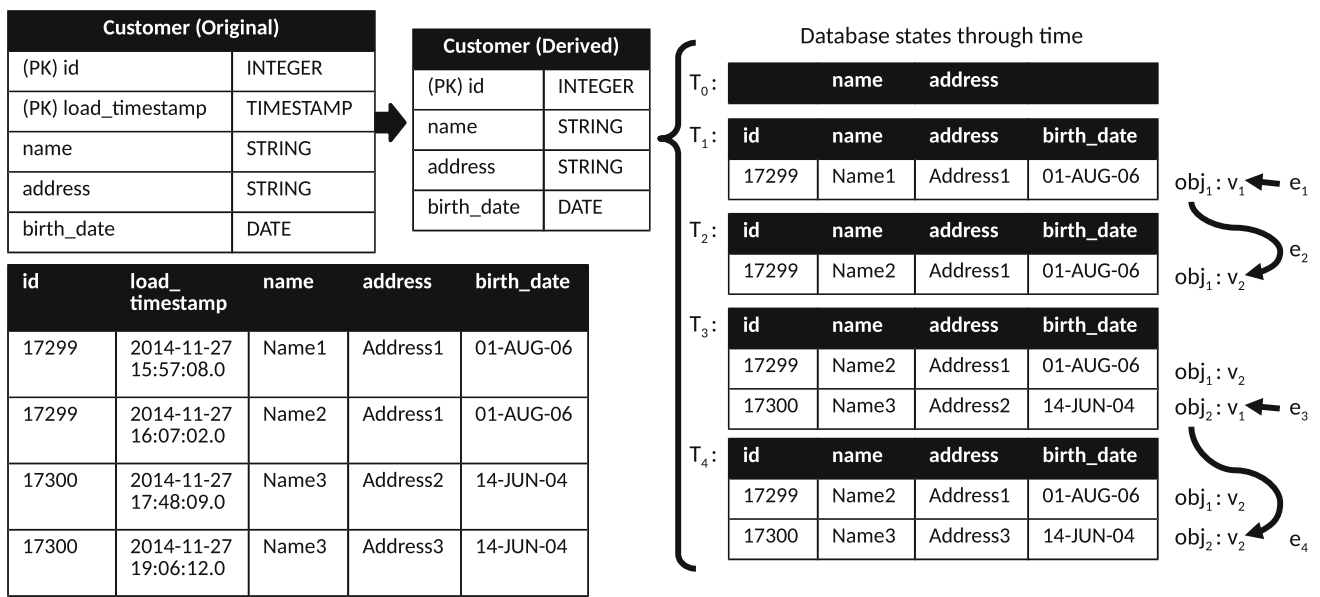 Customer (Original)
(PK) id INTEGER
(PK) load_timestamp TIMESTAMP
name STRING
address STRING
birth_date DATE
Customer (Derived)
(PK) id INTEGER
name STRING
address STRING
birth_date DATE
id load_ name address birth_date
timestamp
17299 2014-11-27 Name1 Address1 01-AUG-06
15:57:08.0
17299 2014-11-27 Name2 Address1 01-AUG-06
16:07:02.0
17300 2014-11-27 Name3 Address2 14-JUN-04
17:48:09.0
17300 2014-11-27 Name3 Address3 14-JUN-04
19:06:12.0
Database states through time
T0: name address
T1: id name address birth_date
17299 Name1 Address1 01-AUG-06 obj1: v1 e1
T2: id name address birth_date
e2
17299 Name2 Address1 01-AUG-06 obj1: v2
T3: id name address birth_date
17299 Name2 Address1 01-AUG-06 obj1: v2
17300 Name3 Address2 14-JUN-04 obj2: v1 e3
T4: id name address birth_date
17299 Name2 Address1 01-AUG-06 obj1: v2
17300 Name3 Address3 14-JUN-04 obj2: v2 e4